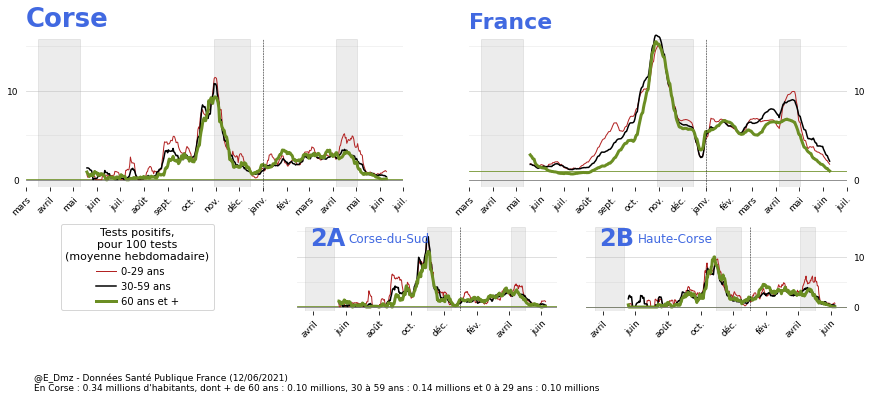 Corse
France
10
0
10
0
mars avril mai juin juil. août sept. oct. nov. déc. janv. fév. mars avril mai juin juil.
mars avril mai juin juil. août sept. oct. nov. déc. janv. fév. mars avril mai juin juil.
Tests positifs,
pour 100 tests
(moyenne hebdomadaire)
0-29 ans
30-59 ans
60 ans et +
2A Corse-du-Sud
2B Haute-Corse
10
0
avril juin août oct. déc. fév. avril juin
avril juin août oct. déc. fév. avril juin
@E_Dmz - Données Santé Publique France (12/06/2021)
En Corse : 0.34 millions d'habitants, dont + de 60 ans : 0.10 millions, 30 à 59 ans : 0.14 millions et 0 à 29 ans : 0.10 millions